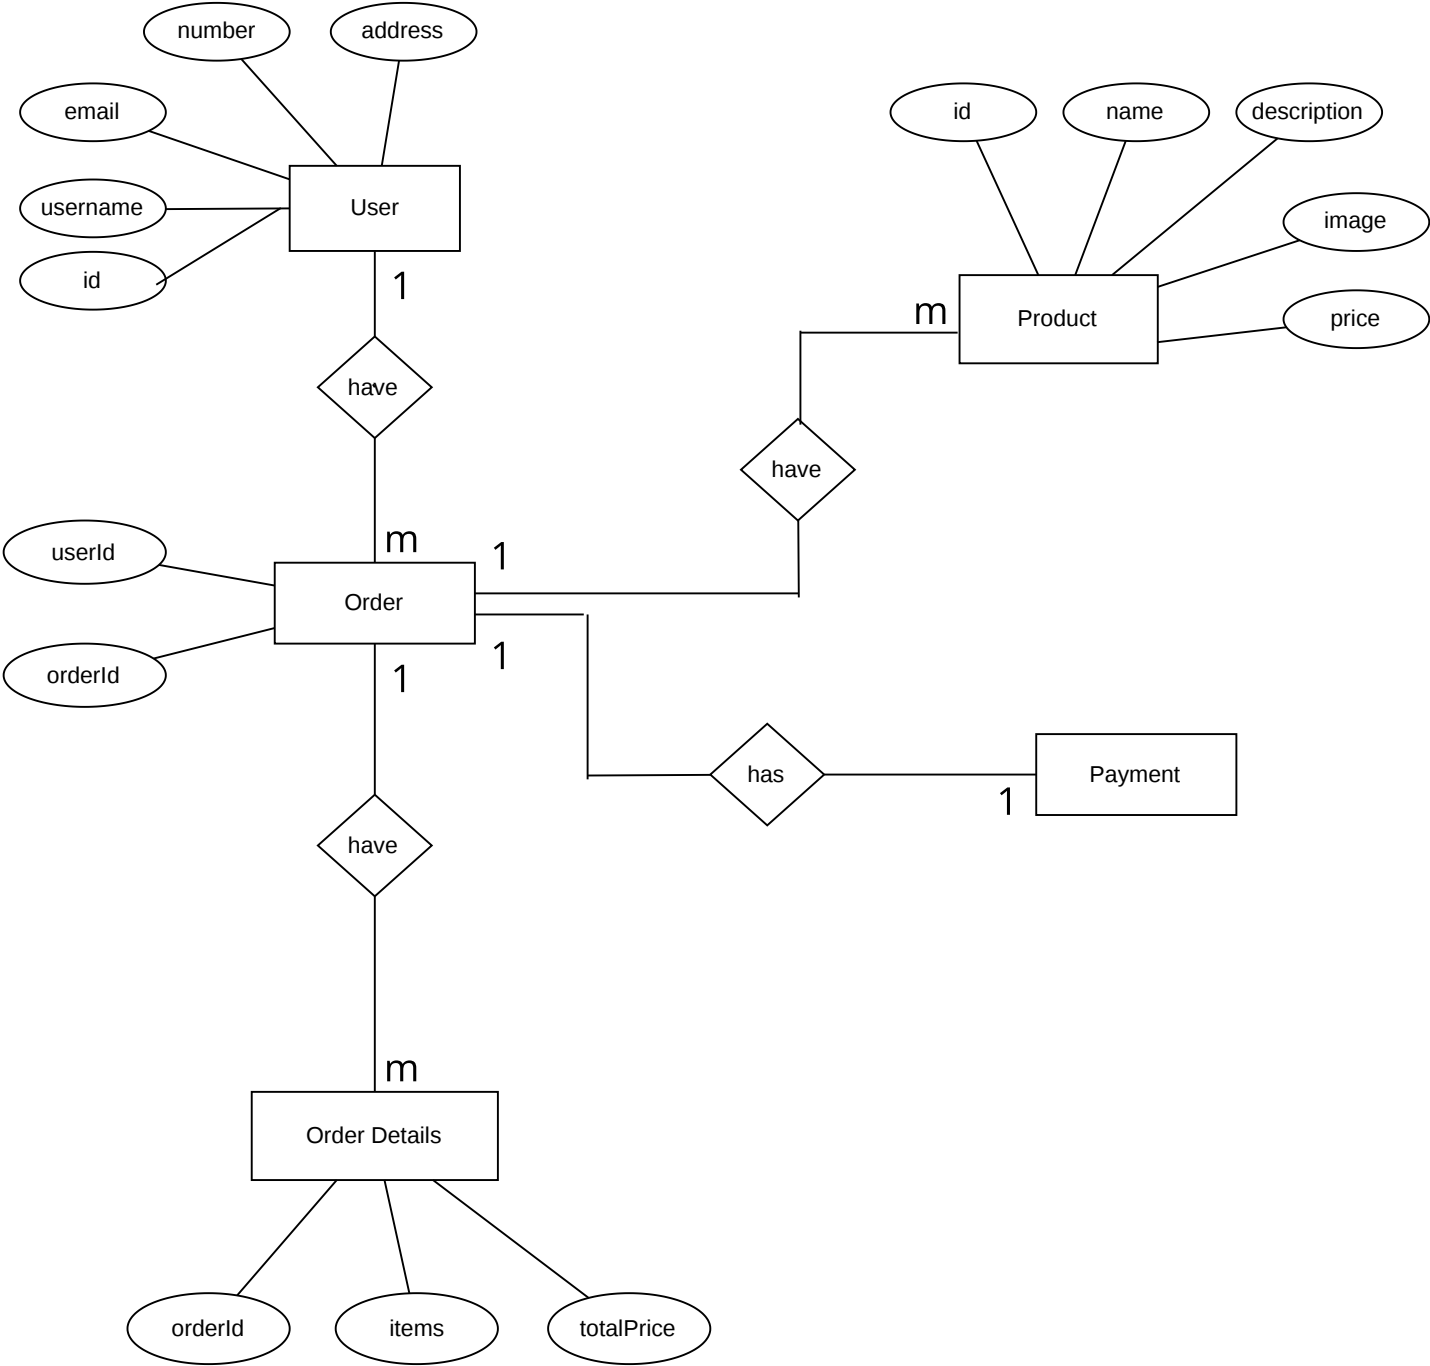 number
address
email
id
name
description
username
User
image
id
1
m
Product
price
have
have
userId
m
1
Order
orderId
1
1
has
Payment
1
have
m
Order Details
orderId
items
totalPrice